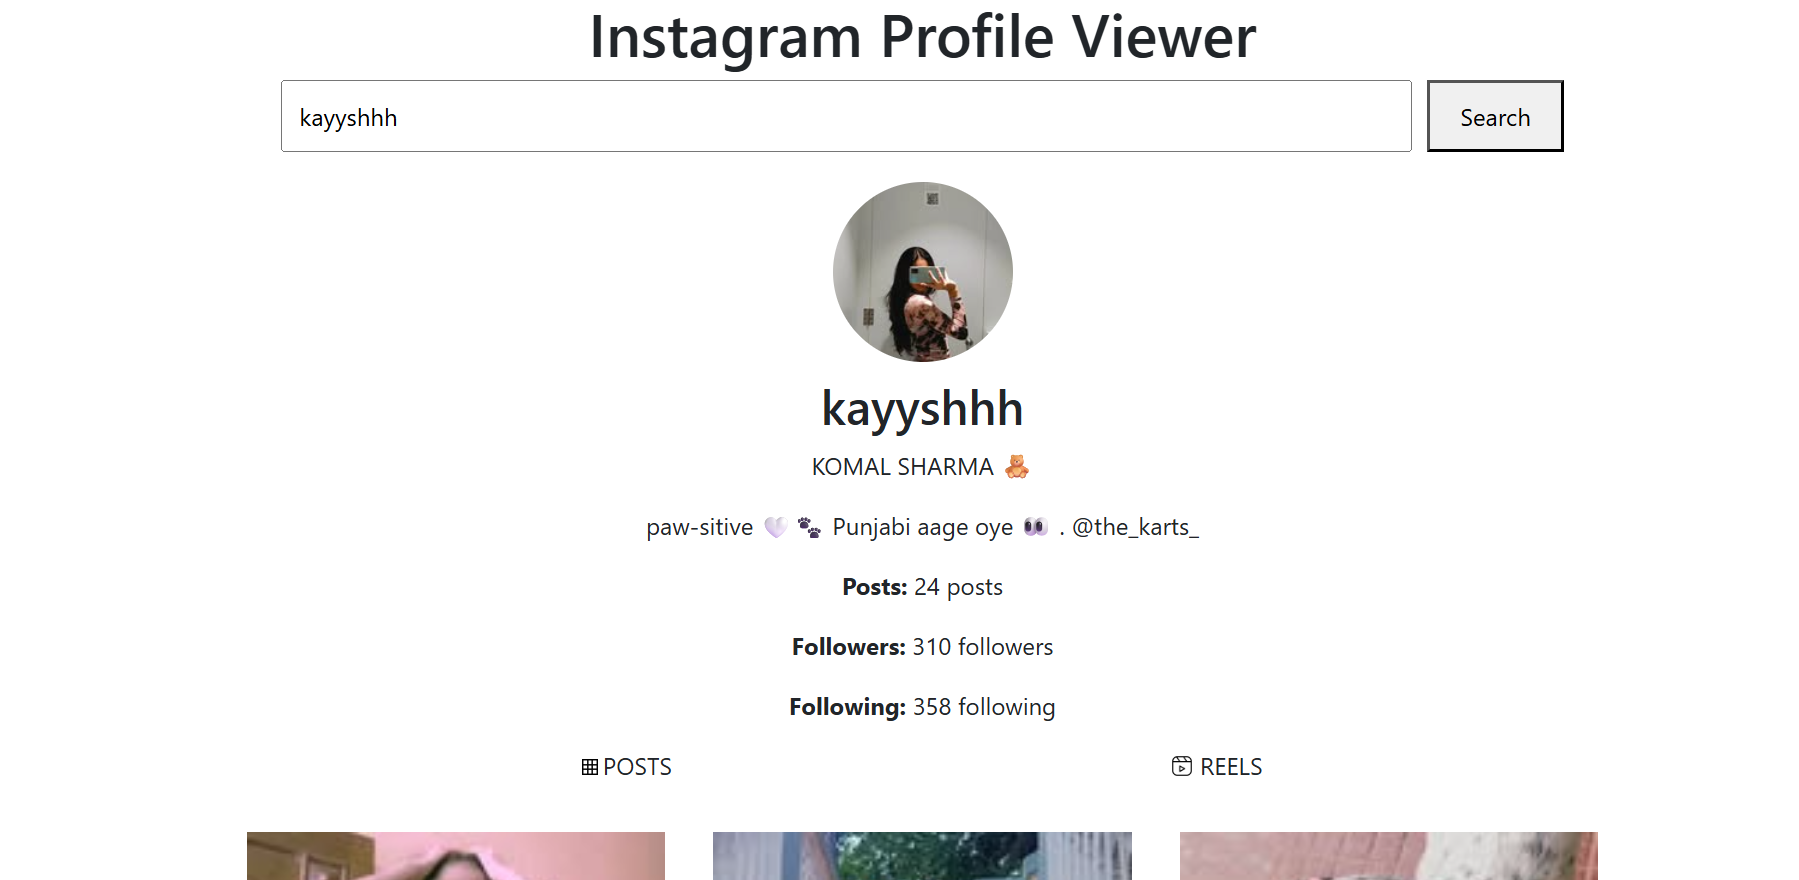 Instagram Profile Viewer
kayyshhh
Search
kayyshhh
KOMAL SHARMA 🧸
paw-sitive 🤍 🐾 Punjabi aage oye 👀 . @the_karts_
Posts: 24 posts
Followers: 310 followers
Following: 358 following
POSTS
REELS